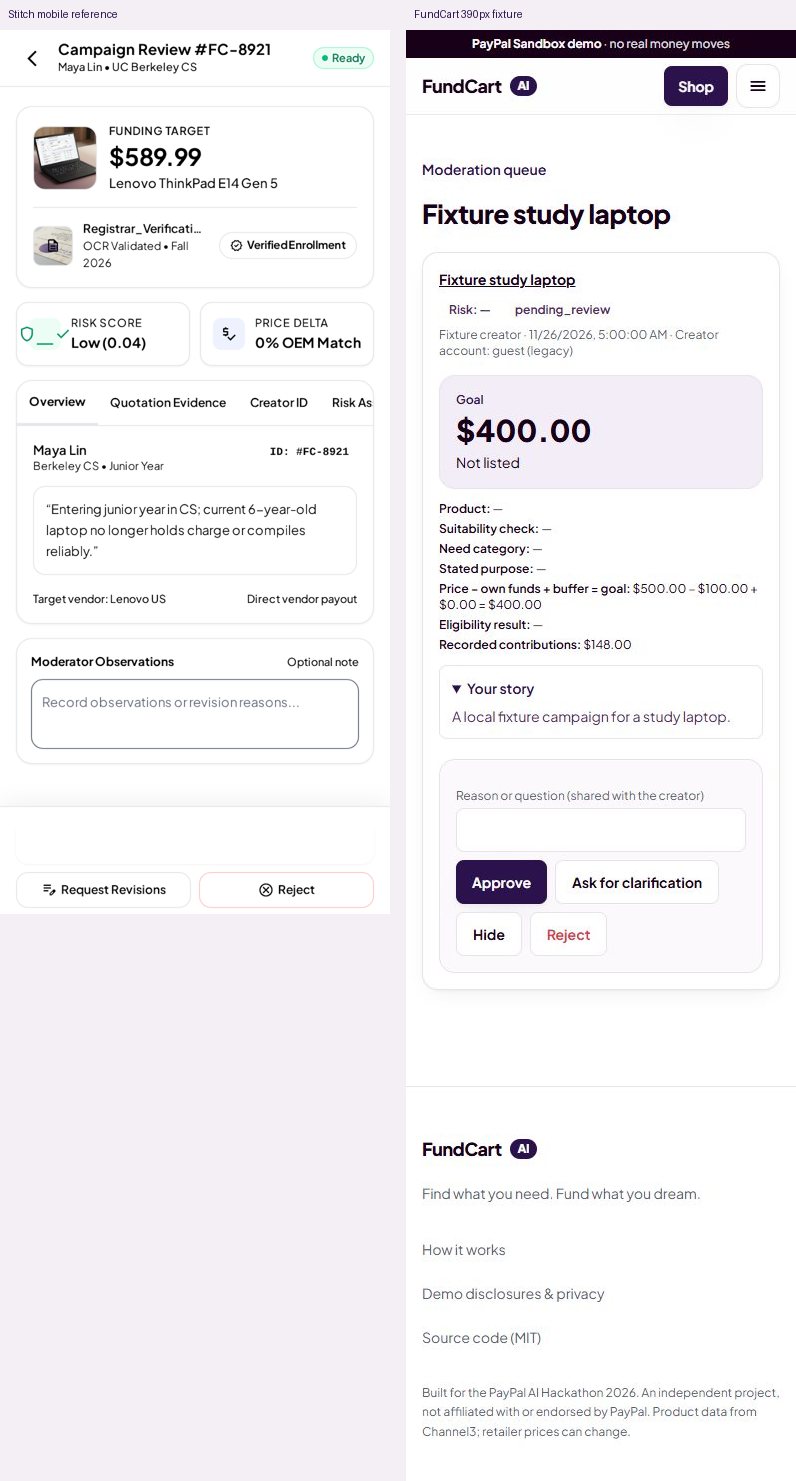 Stitch mobile reference
Campaign Review #FC-8921
Maya Lin • UC Berkeley CS
Ready
FUNDING TARGET
$589.99
Lenovo ThinkPad E14 Gen 5
Registrar_Verificati...
OCR Validated • Fall
2026
Verified Enrollment
RISK SCORE
Low (0.04)
PRICE DELTA
0% OEM Match
Overview
Quotation Evidence
Creator ID
Risk As
Maya Lin
ID: #FC-8921
Berkeley CS • Junior Year
“Entering junior year in CS; current 6-year-old
laptop no longer holds charge or compiles
reliably.”
Target vendor: Lenovo US
Direct vendor payout
Moderator Observations
Optional note
Record observations or revision reasons...
Request Revisions
Reject
FundCart 390px fixture
PayPal Sandbox demo · no real money moves
FundCart AI
Shop
Moderation queue
Fixture study laptop
Fixture study laptop
Risk: —
pending_review
Fixture creator · 11/26/2026, 5:00:00 AM · Creator
account: guest (legacy)
Goal
$400.00
Not listed
Product: —
Suitability check: —
Need category: —
Stated purpose: —
Price − own funds + buffer = goal: $500.00 − $100.00 +
$0.00 = $400.00
Eligibility result: —
Recorded contributions: $148.00
▼ Your story
A local fixture campaign for a study laptop.
Reason or question (shared with the creator)
Approve
Ask for clarification
Hide
Reject
FundCart AI
Find what you need. Fund what you dream.
How it works
Demo disclosures & privacy
Source code (MIT)
Built for the PayPal AI Hackathon 2026. An independent project,
not affiliated with or endorsed by PayPal. Product data from
Channel3; retailer prices can change.